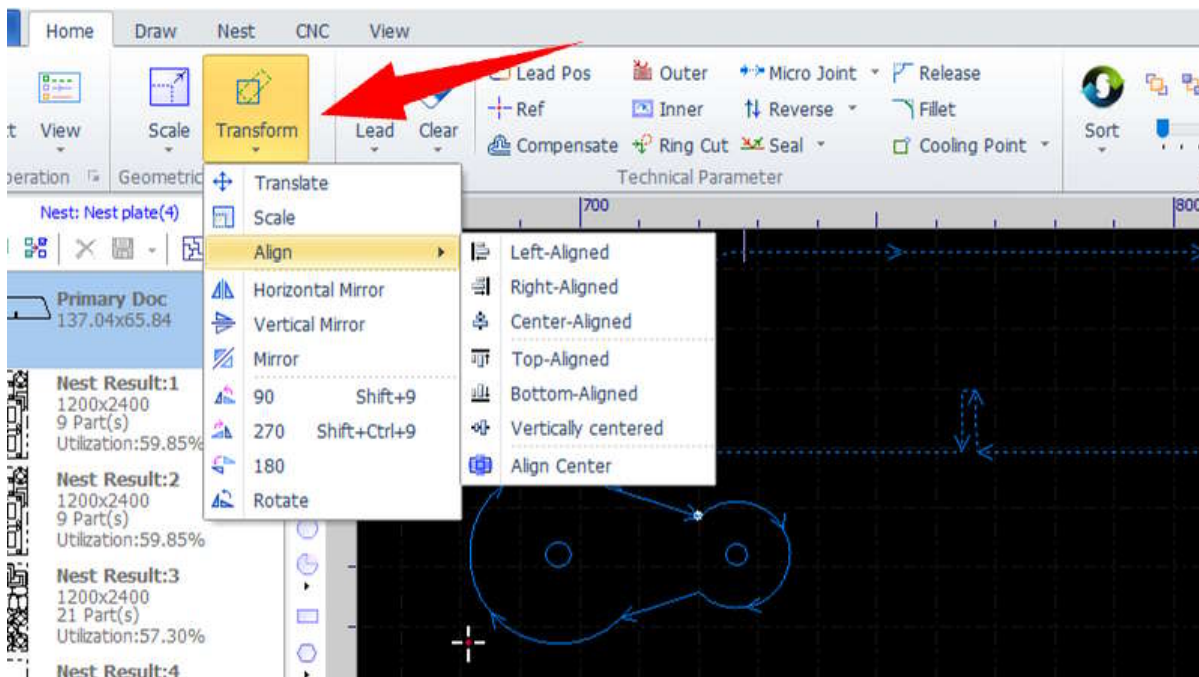 Home Draw Nest CNC View
Lead Pos Outer Micro Joint Release
Ref Inner Reverse Fillet
View Scale Transform Lead Clear Compensate Ring Cut Seal Cooling Point Sort
Geometric Technical Parameter
Nest: Nest plate(4)
700 800
Translate
Scale
Align
Horizontal Mirror
Vertical Mirror
Mirror
90 Shift+9
270 Shift+Ctrl+9
180
Rotate
Left-Aligned
Right-Aligned
Center-Aligned
Top-Aligned
Bottom-Aligned
Vertically centered
Align Center
Primary Doc
137.04x65.84
Nest Result:1
1200x2400
9 Part(s)
Utilization:59.85%
Nest Result:2
1200x2400
9 Part(s)
Utilization:59.85%
Nest Result:3
1200x2400
21 Part(s)
Utilization:57.30%
Nest Result:4